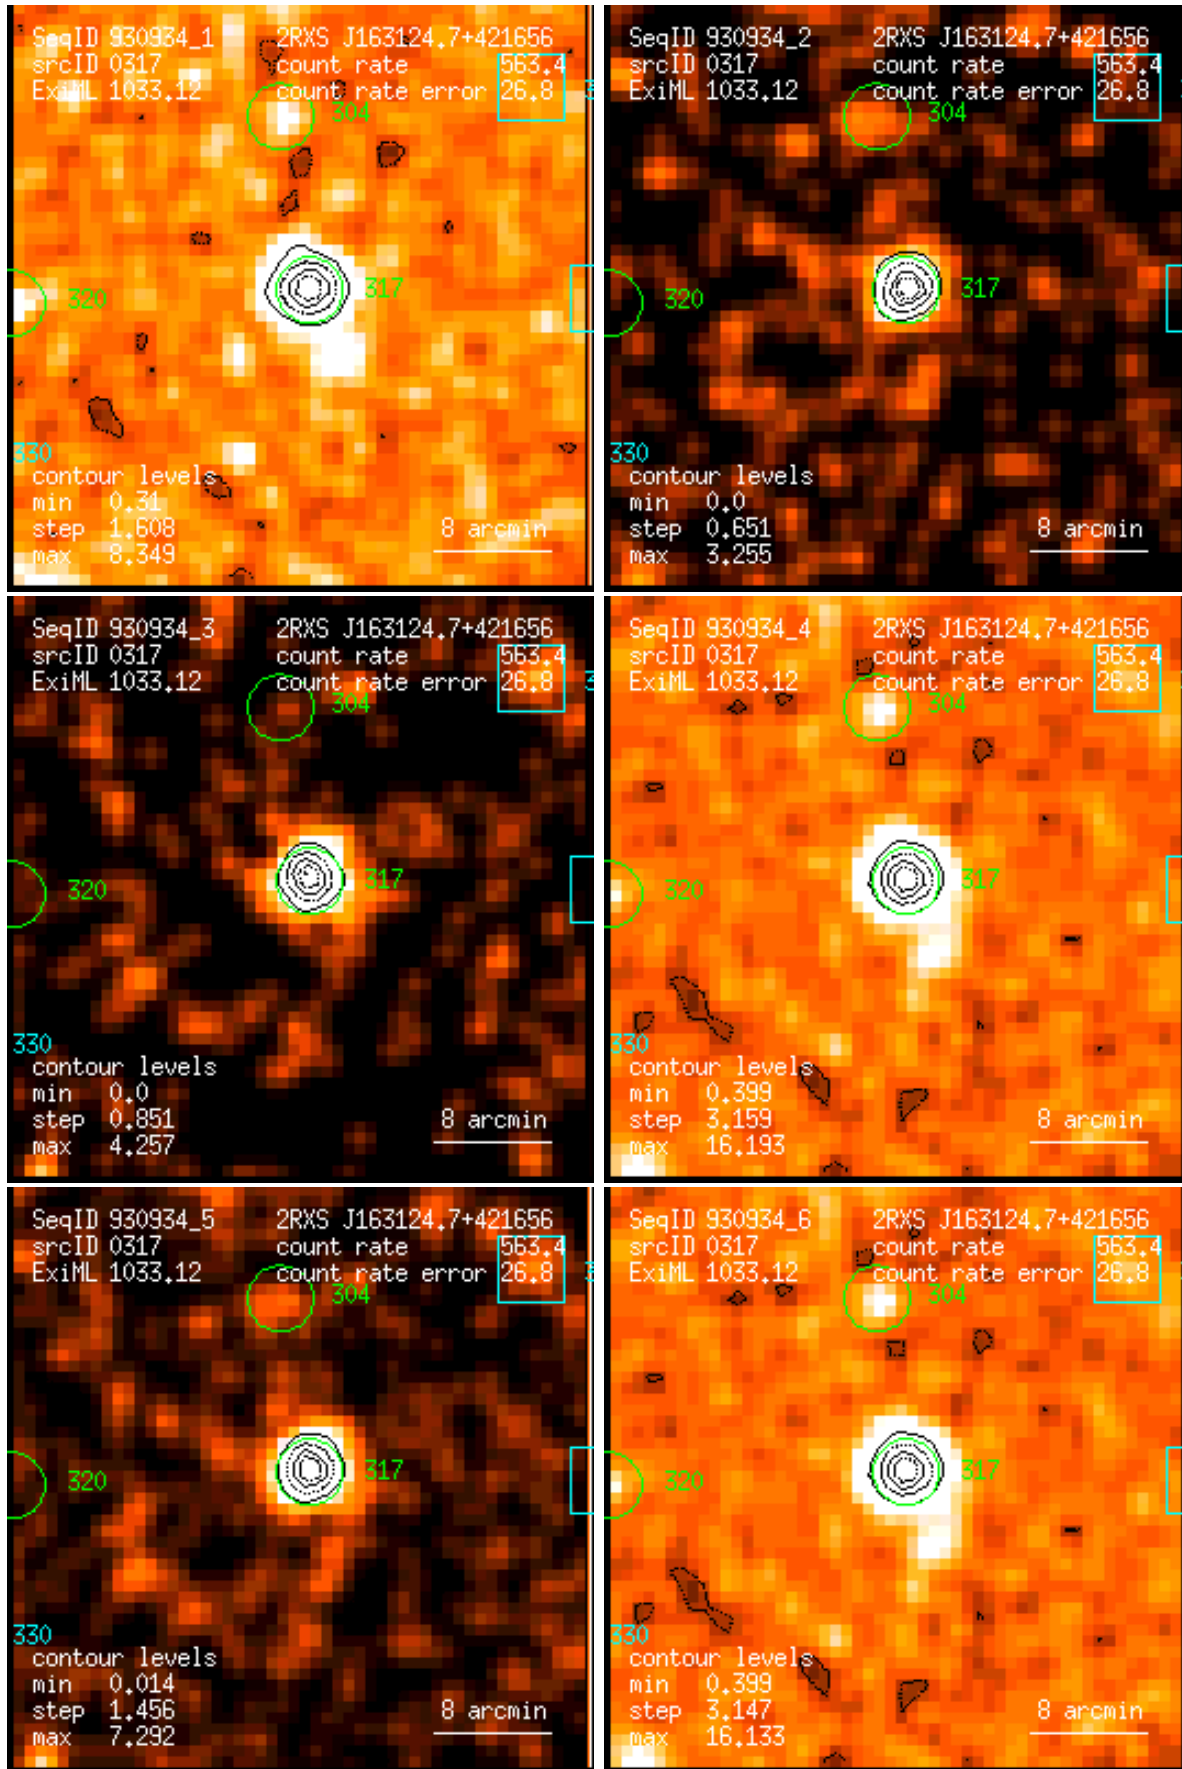 SeqID 930934_1 2RXS J163124.7+421656
srcID 0317 count rate 563.4
ExiML 1033.12 count rate error 26.8
304
317
320
330
contour levels
min 0.31
step 1.608 8 arcmin
max 8.349
SeqID 930934_2 2RXS J163124.7+421656
srcID 0317 count rate 563.4
ExiML 1033.12 count rate error 26.8
304
317
320
330
contour levels
min 0.0
step 0.651 8 arcmin
max 3.255
SeqID 930934_3 2RXS J163124.7+421656
srcID 0317 count rate 563.4
ExiML 1033.12 count rate error 26.8
304
317
320
330
contour levels
min 0.0
step 0.851 8 arcmin
max 4.257
SeqID 930934_4 2RXS J163124.7+421656
srcID 0317 count rate 563.4
ExiML 1033.12 count rate error 26.8
304
317
320
330
contour levels
min 0.399
step 3.159 8 arcmin
max 16.193
SeqID 930934_5 2RXS J163124.7+421656
srcID 0317 count rate 563.4
ExiML 1033.12 count rate error 26.8
304
317
320
330
contour levels
min 0.014
step 1.456 8 arcmin
max 7.292
SeqID 930934_6 2RXS J163124.7+421656
srcID 0317 count rate 563.4
ExiML 1033.12 count rate error 26.8
304
317
320
330
contour levels
min 0.399
step 3.147 8 arcmin
max 16.133